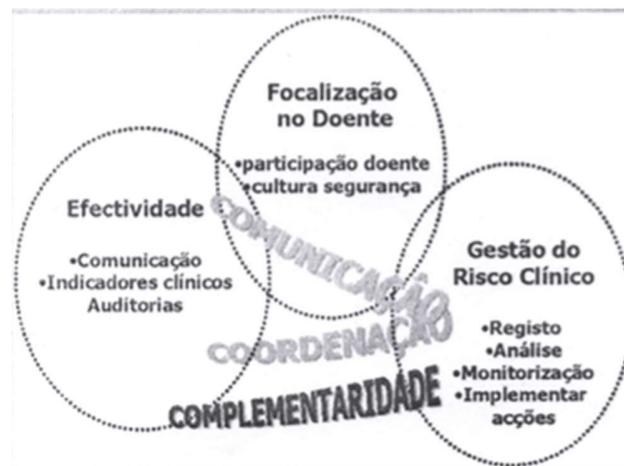 Focalização
no Doente
•participação doente
•cultura segurança
Efectividade
•Comunicação
•Indicadores clínicos
Auditorias
Gestão do
Risco Clínico
•Registo
•Análise
•Monitorização
•Implementar
acções
COMUNICAÇÃO
COORDENAÇÃO
COMPLEMENTARIDADE